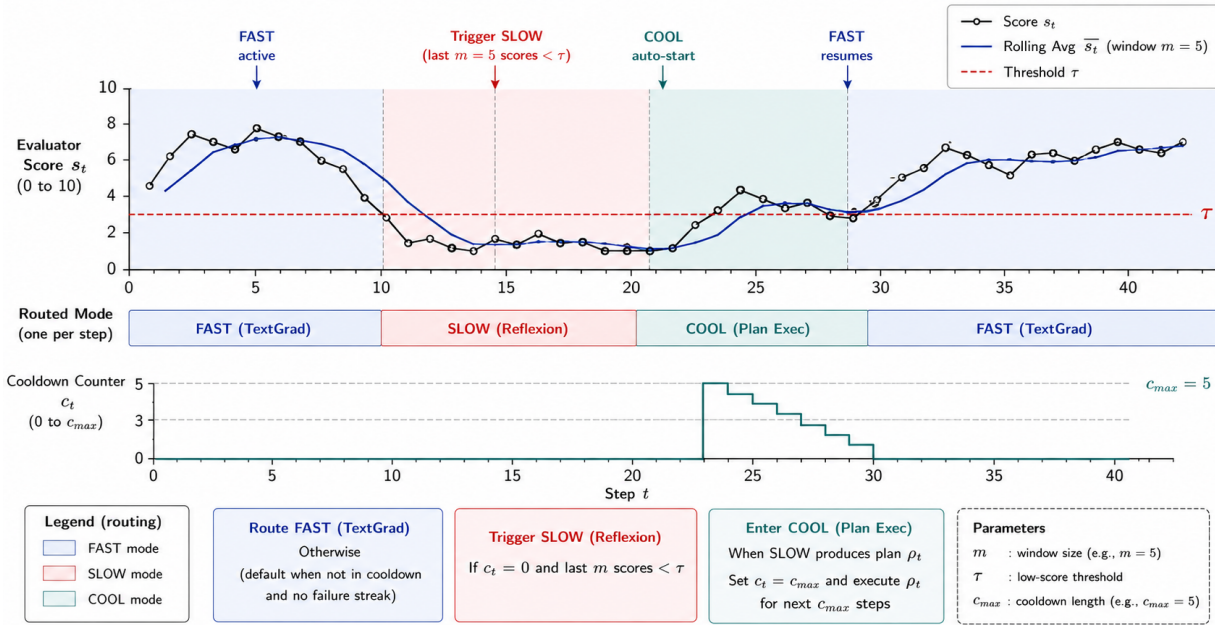 FAST
active
Trigger SLOW
(last m = 5 scores < τ)
COOL
auto-start
FAST
resumes
Score s_t
Rolling Avg s̅_t (window m = 5)
Threshold τ
Evaluator
Score s_t
(0 to 10)
10
8
6
4
2
0
τ
0 5 10 15 20 25 30 35 40
Routed Mode
(one per step)
FAST (TextGrad)
SLOW (Reflexion)
COOL (Plan Exec)
FAST (TextGrad)
Cooldown Counter
c_t
(0 to c_max)
5
3
0
c_max = 5
0 5 10 15 20 25 30 35 40
Step t
Legend (routing)
FAST mode
SLOW mode
COOL mode
Route FAST (TextGrad)
Otherwise
(default when not in cooldown
and no failure streak)
Trigger SLOW (Reflexion)
If c_t = 0 and last m scores < τ
Enter COOL (Plan Exec)
When SLOW produces plan ρ_t
Set c_t = c_max and execute ρ_t
for next c_max steps
Parameters
m : window size (e.g., m = 5)
τ : low-score threshold
c_max : cooldown length (e.g., c_max = 5)